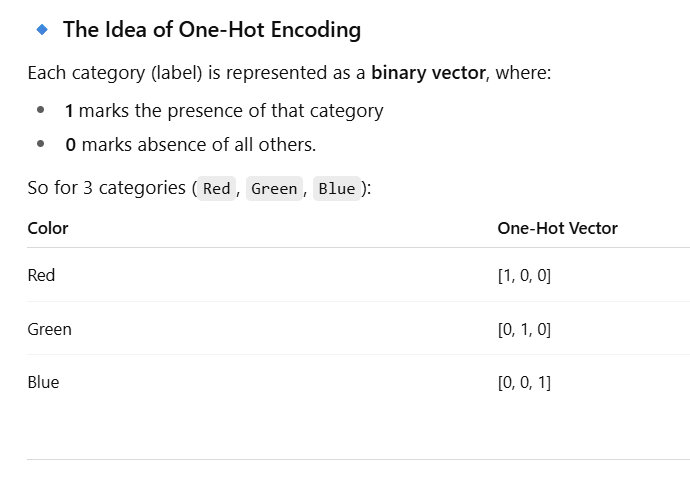 The Idea of One-Hot Encoding
Each category (label) is represented as a binary vector, where:
• 1 marks the presence of that category
• 0 marks absence of all others.
So for 3 categories (Red, Green, Blue):
Color One-Hot Vector
Red [1, 0, 0]
Green [0, 1, 0]
Blue [0, 0, 1]